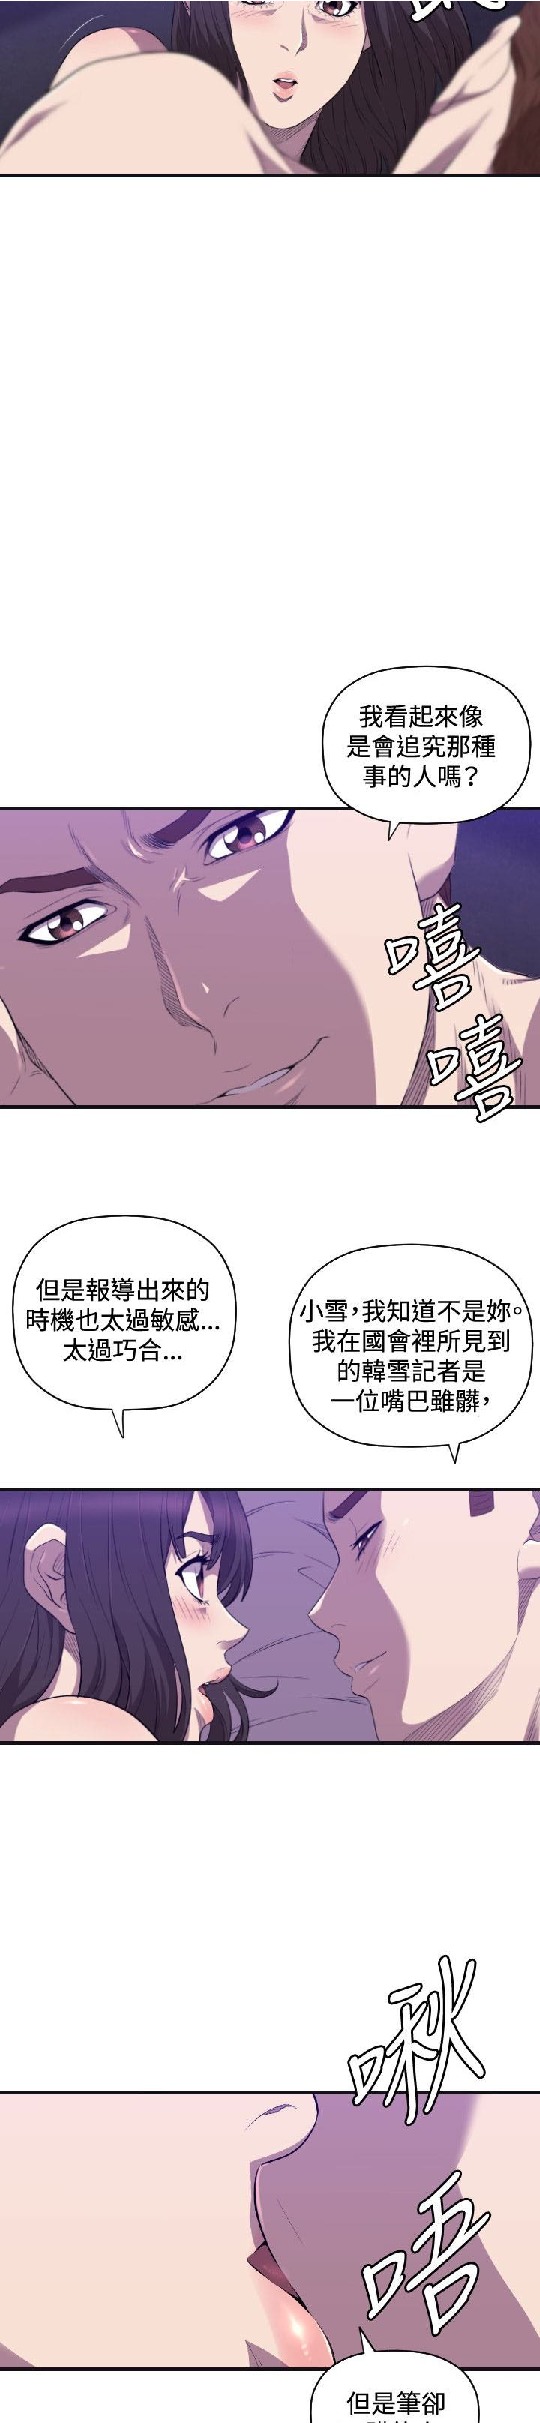 我看起來像
是會追究那種
事的人嗎？
嘻
嘻
但是報導出來的
時機也太過敏感…
太過巧合…
小雪，我知道不是妳。
我在國會裡所見到
的韓雪記者是
一位嘴巴雖髒，
啾
唔
但是筆卻